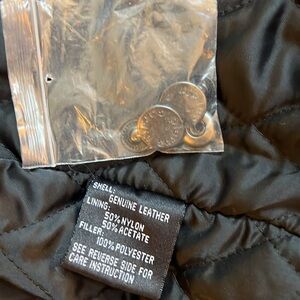 SHELL:
GENUINE LEATHER
LINING:
50% NYLON
50% ACETATE
FILLER:
100% POLYESTER
SEE REVERSE SIDE FOR
CARE INSTRUCTION